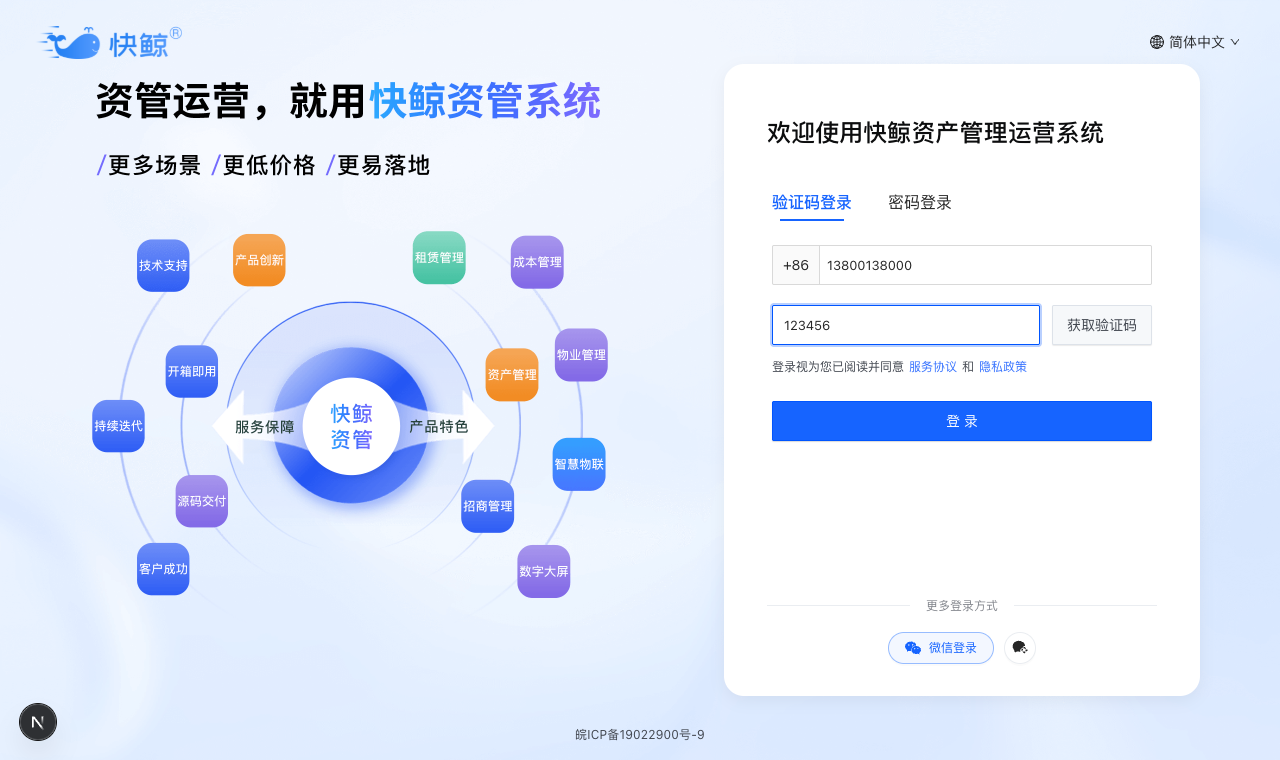 快鲸®
简体中文
资管运营，就用快鲸资管系统
/更多场景 /更低价格 /更易落地
欢迎使用快鲸资产管理运营系统
验证码登录 密码登录
+86 13800138000
123456 获取验证码
登录视为您已阅读并同意 服务协议 和 隐私政策
登 录
技术支持
产品创新
租赁管理
成本管理
开箱即用
物业管理
资产管理
持续迭代
服务保障
快鲸
资管
产品特色
智慧物联
源码交付
招商管理
客户成功
数字大屏
更多登录方式
微信登录
N
皖ICP备19022900号-9